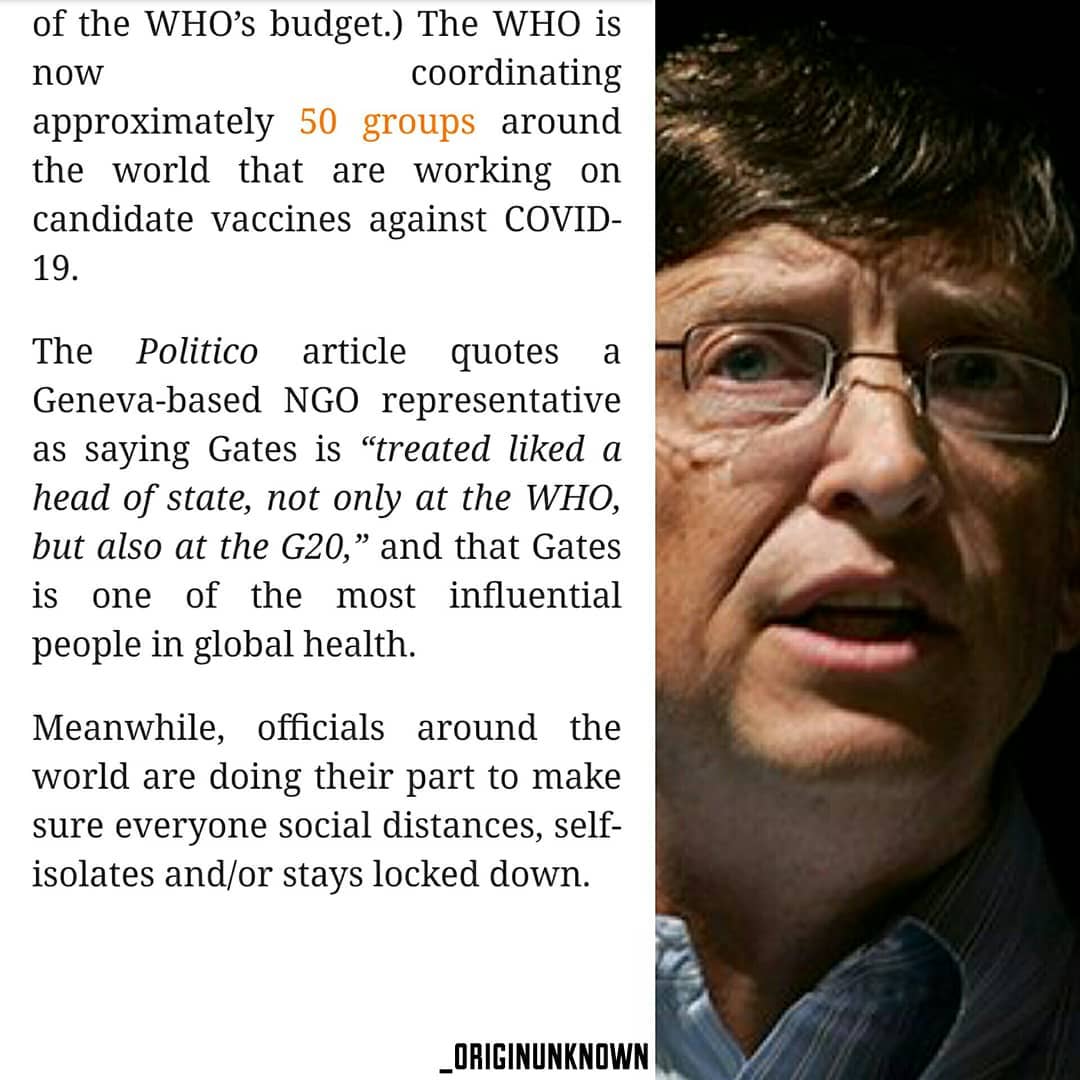 of the WHO’s budget.) The WHO is
now coordinating
approximately 50 groups around
the world that are working on
candidate vaccines against COVID-
19.
The Politico article quotes a
Geneva-based NGO representative
as saying Gates is “treated liked a
head of state, not only at the WHO,
but also at the G20,” and that Gates
is one of the most influential
people in global health.
Meanwhile, officials around the
world are doing their part to make
sure everyone social distances, self-
isolates and/or stays locked down.
_ORIGINUNKNOWN